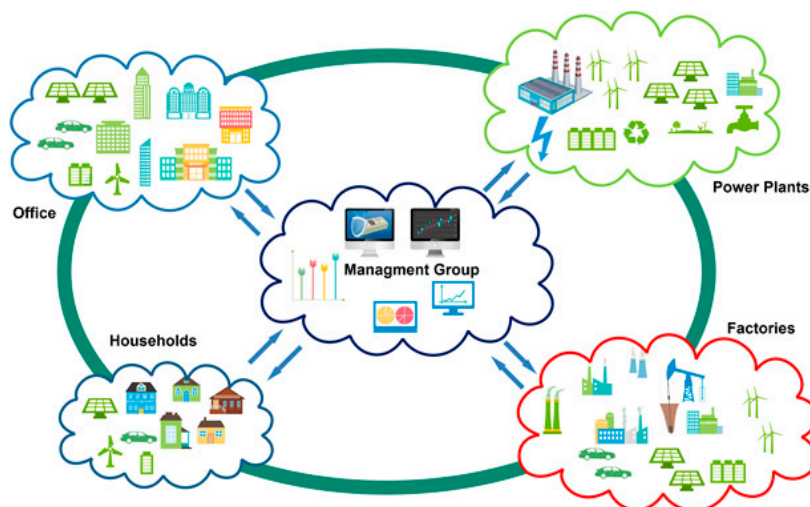 Power Plants
Office
Managment Group
Households
Factories